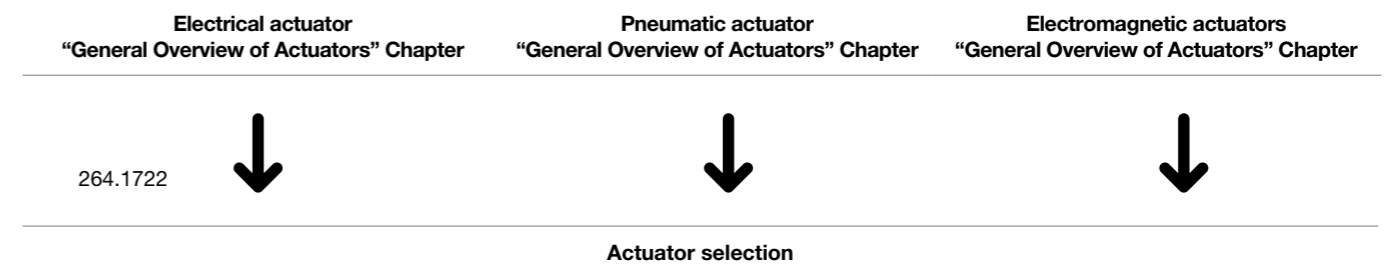 Electrical actuator
“General Overview of Actuators” Chapter
Pneumatic actuator
“General Overview of Actuators” Chapter
Electromagnetic actuators
“General Overview of Actuators” Chapter
264.1722
Actuator selection